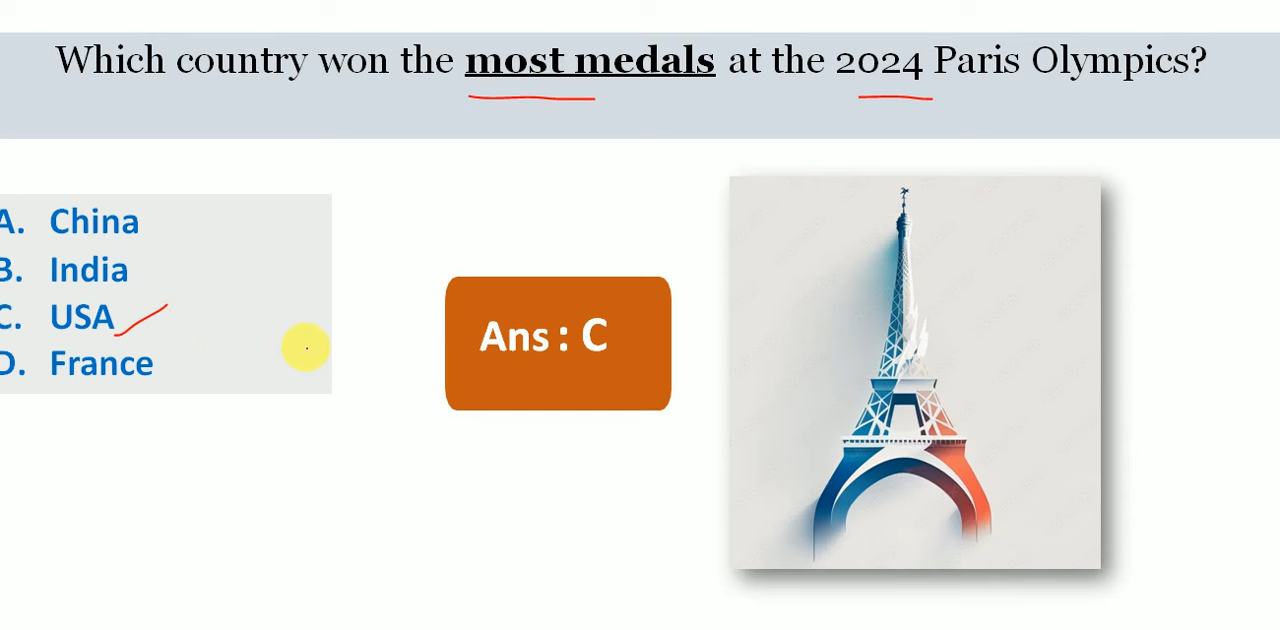 Which country won the most medals at the 2024 Paris Olympics?
A. China
B. India
C. USA
D. France
Ans : C